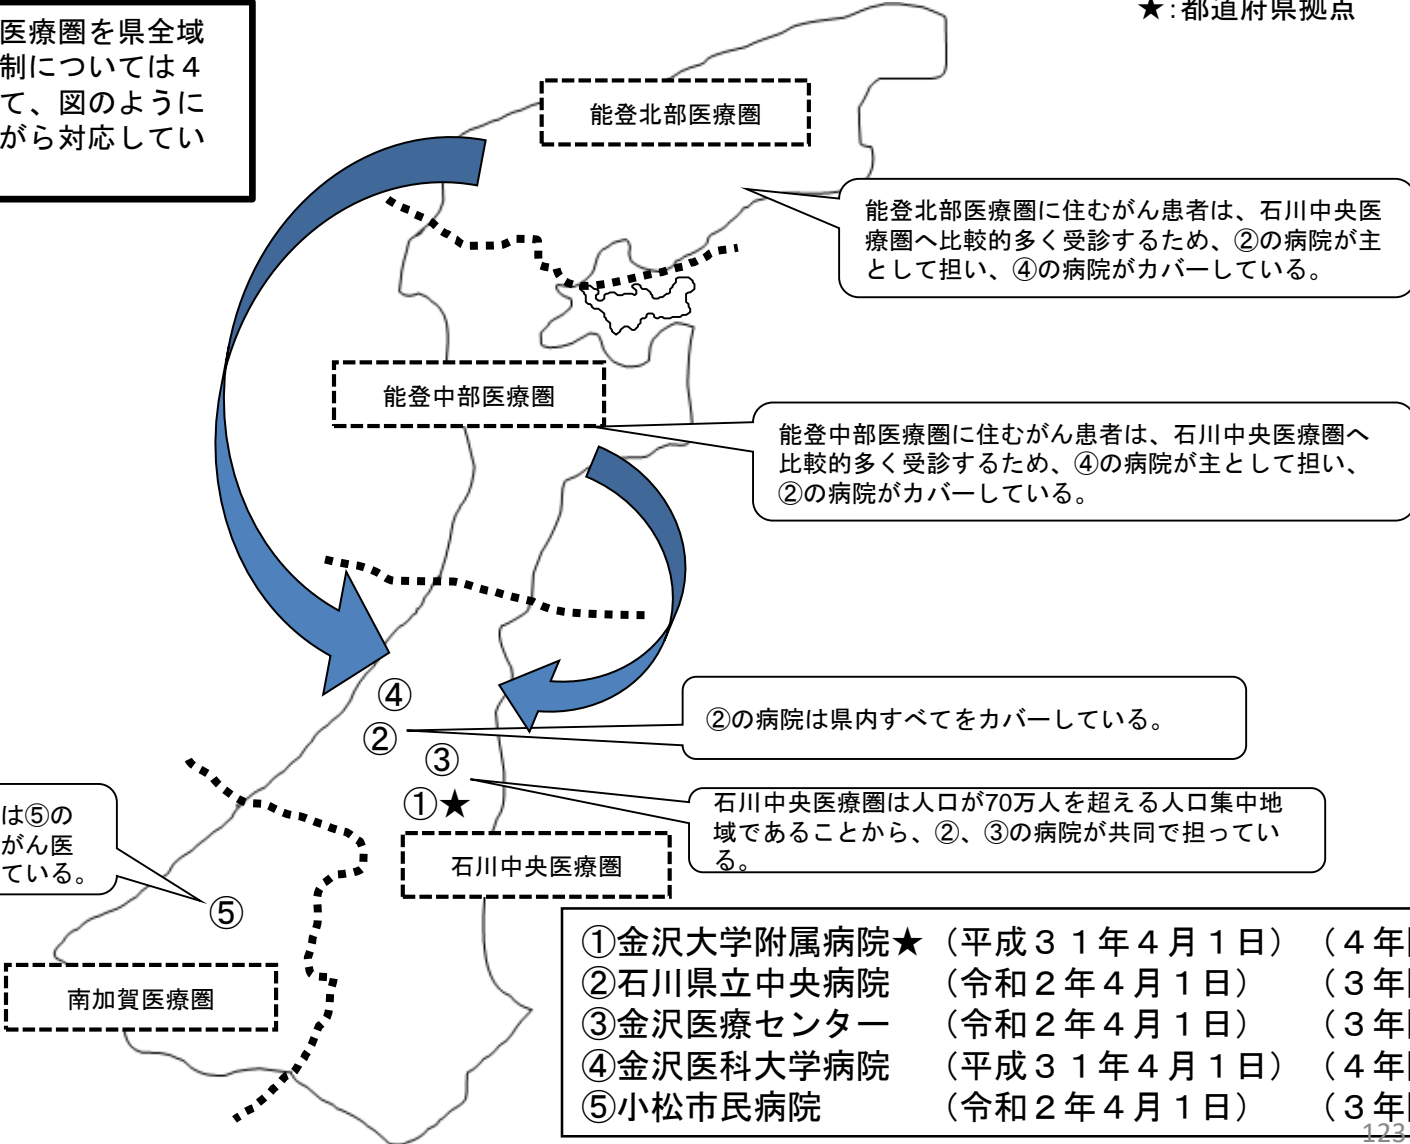 医療圏を県全域
制については４
て、図のように
がら対応してい
★:都道府県拠点
能登北部医療圏
能登北部医療圏に住むがん患者は、石川中央医
療圏へ比較的多く受診するため、②の病院が主
として担い、④の病院がカバーしている。
能登中部医療圏
能登中部医療圏に住むがん患者は、石川中央医療圏へ
比較的多く受診するため、④の病院が主として担い、
②の病院がカバーしている。
④
②
③
①★
②の病院は県内すべてをカバーしている。
石川中央医療圏は人口が70万人を超える人口集中地
域であることから、②、③の病院が共同で担ってい
る。
石川中央医療圏
は⑤の
がん医
ている。
⑤
南加賀医療圏
①金沢大学附属病院★（平成３１年４月１日）（４年
②石川県立中央病院　（令和２年４月１日）　（３年
③金沢医療センター　（令和２年４月１日）　（３年
④金沢医科大学病院　（平成３１年４月１日）（４年
⑤小松市民病院　　　（令和２年４月１日）　（３年
123